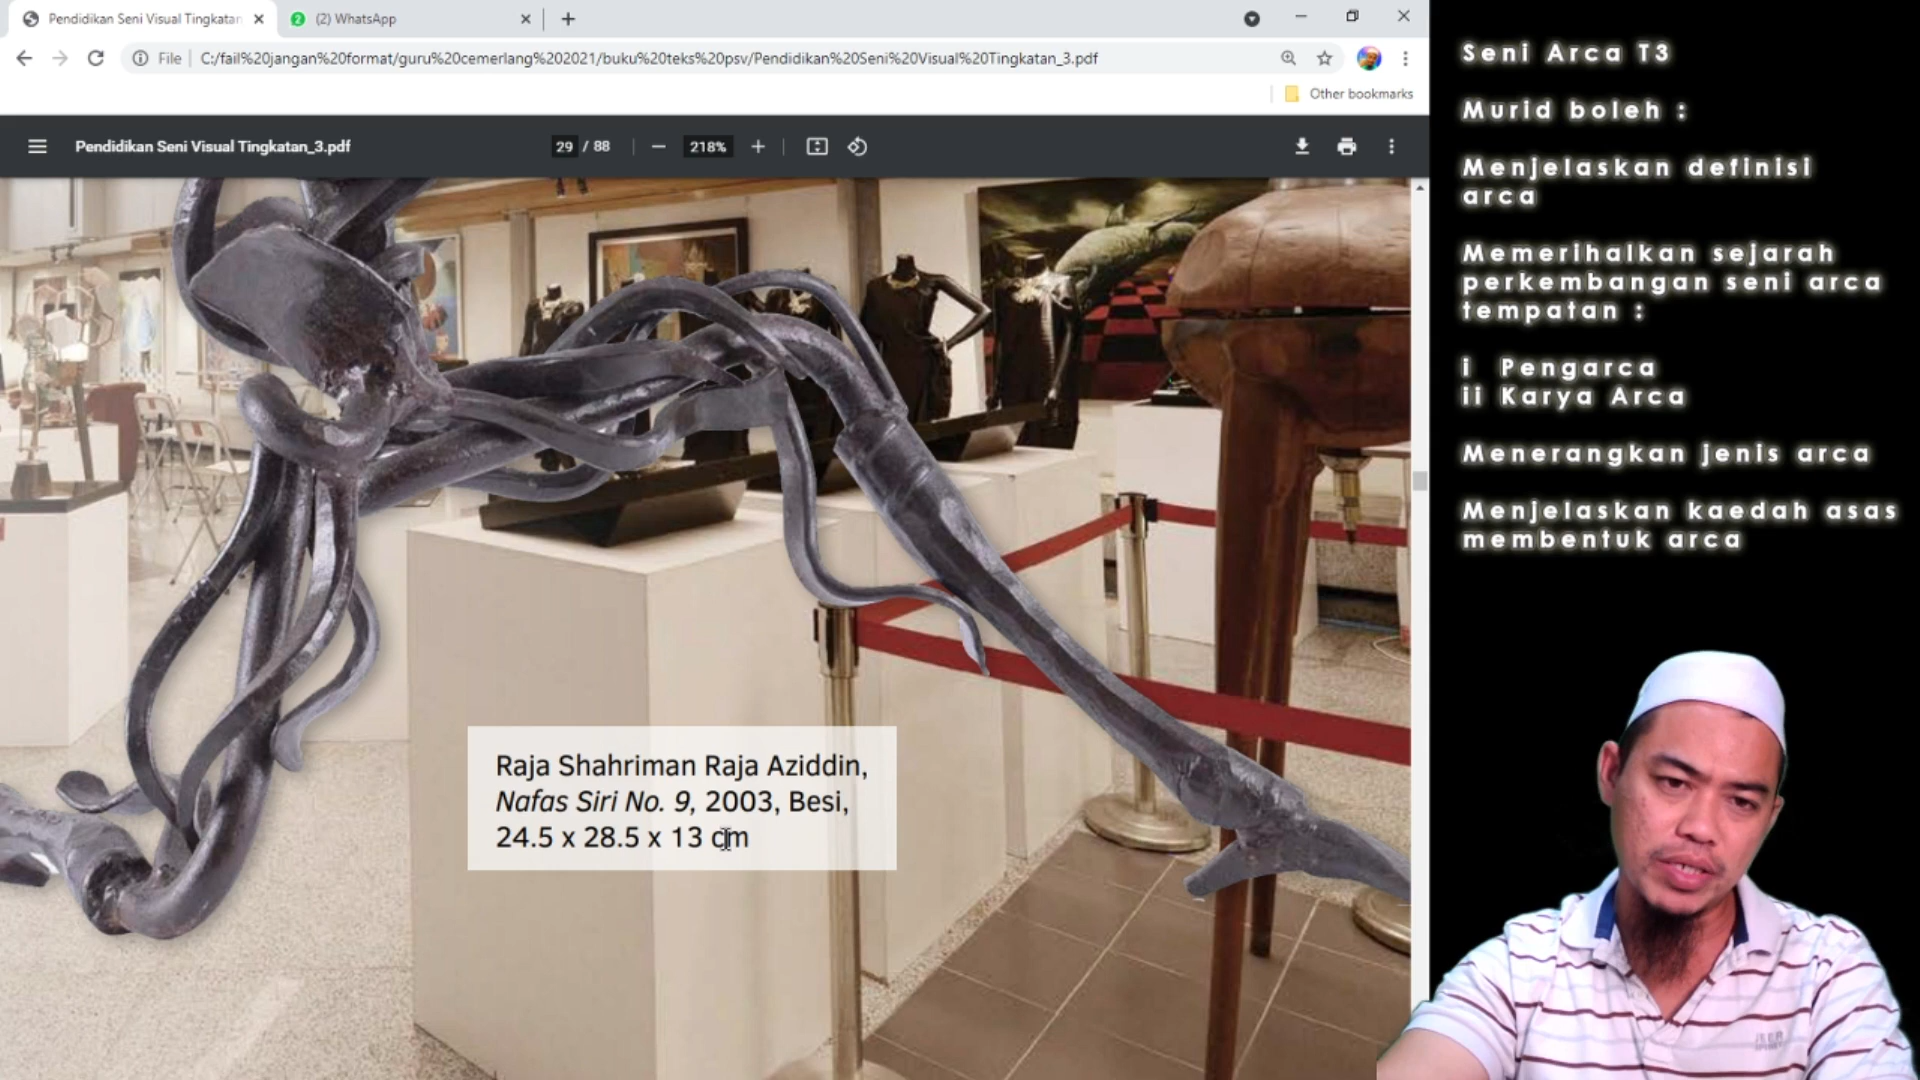 Pendidikan Seni Visual Tingkatan
(2) WhatsApp
File
C:/fail%20jangan%20format/guru%20cemerlang%202021/buku%20teks%20psv/Pendidikan%20Seni%20Visual%20Tingkatan_3.pdf
Other bookmarks
Pendidikan Seni Visual Tingkatan_3.pdf
29 / 88
218%
Raja Shahriman Raja Aziddin,
Nafas Siri No. 9, 2003, Besi,
24.5 x 28.5 x 13 cm
Seni Arca T3
Murid boleh :
Menjelaskan definisi
arca
Memerihalkan sejarah
perkembangan seni arca
tempatan :
i Pengarca
ii Karya Arca
Menerangkan jenis arca
Menjelaskan kaedah asas
membentuk arca